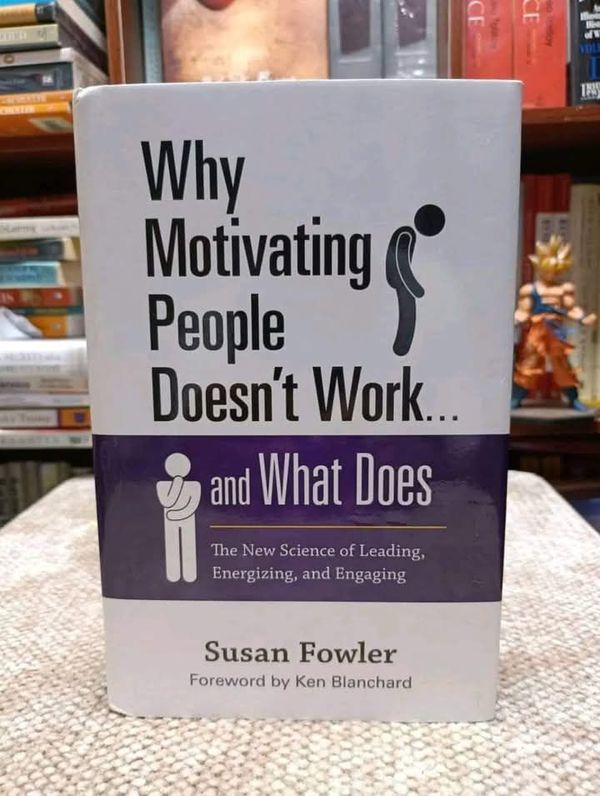 Why
Motivating
People
Doesn't Work...
and What Does
The New Science of Leading,
Energizing, and Engaging
Susan Fowler
Foreword by Ken Blanchard